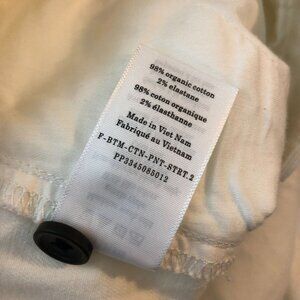 98% organic cotton
2% elastane
98% coton organique
2% élasthanne
Made in Viet Nam
Fabriqué au Vietnam
F-BTM-CTN-PNT-STRT.2
PP3345065012